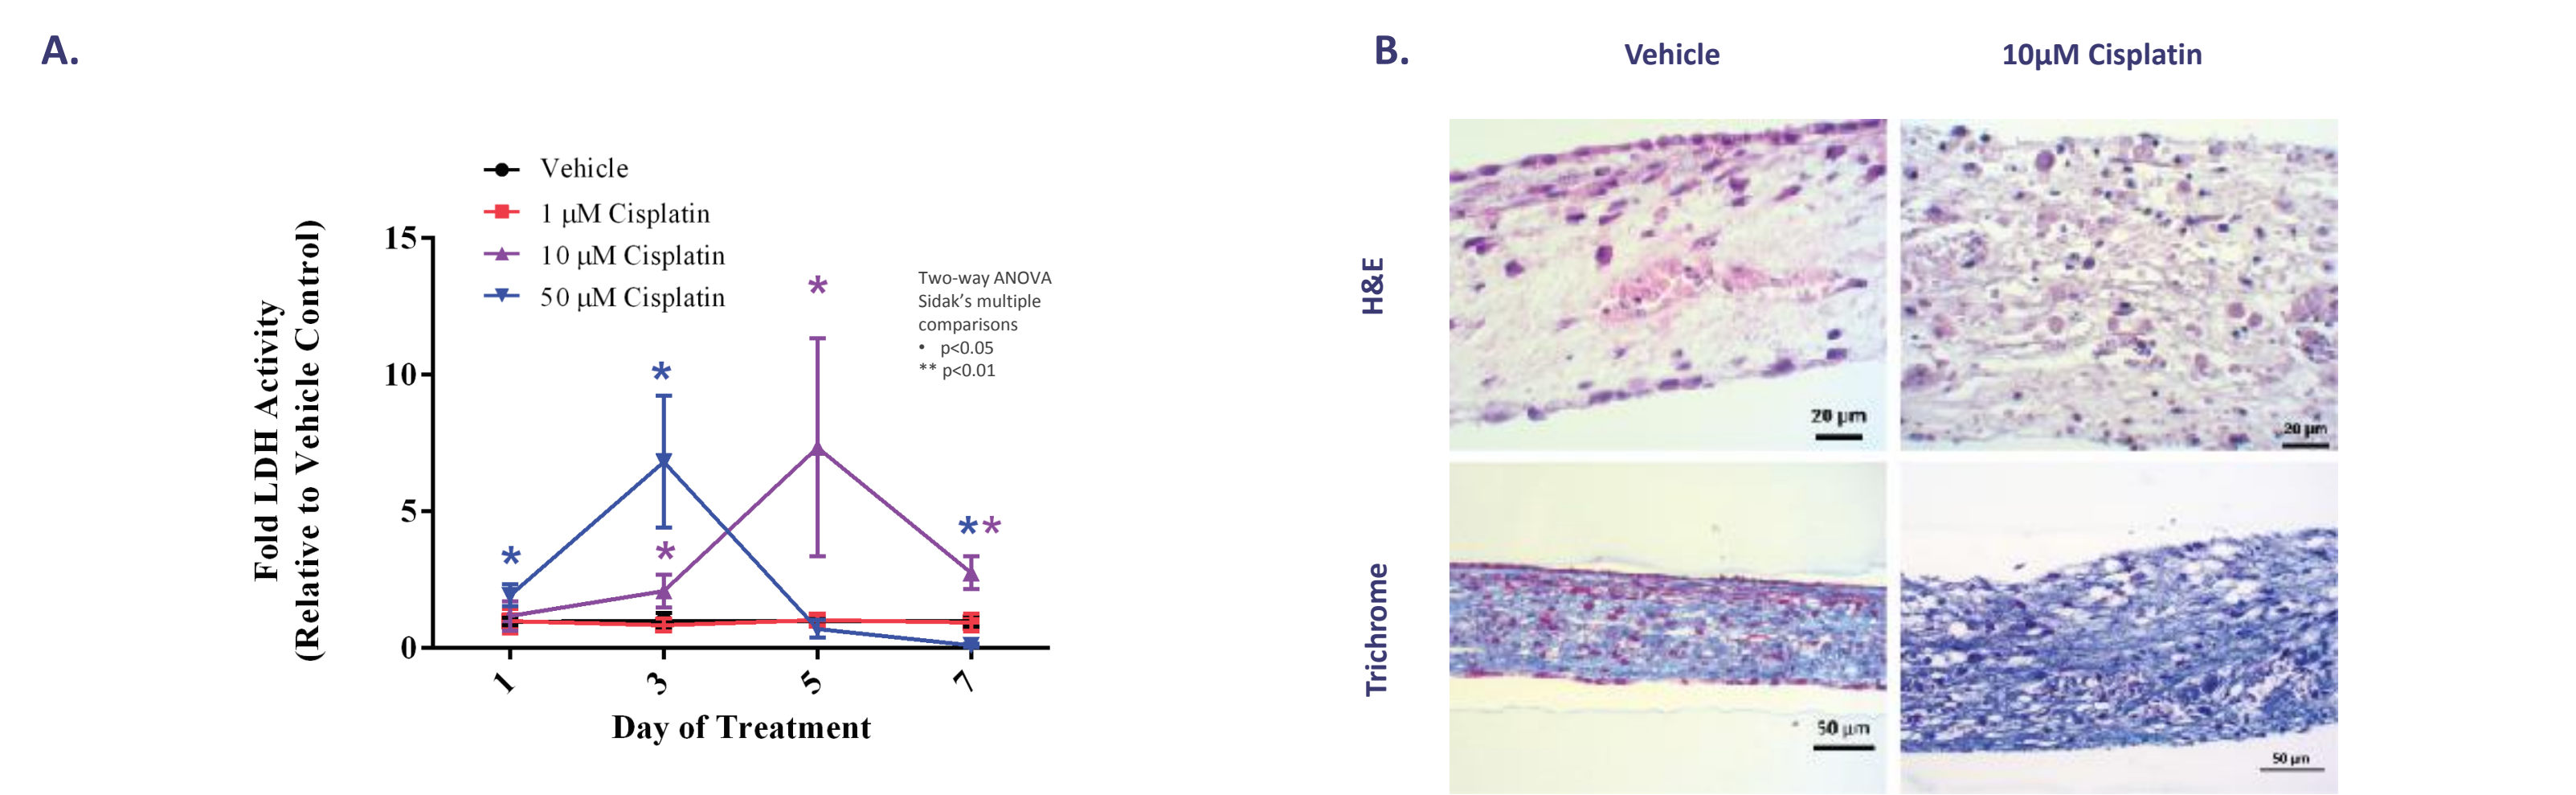 A.
Vehicle
1 μM Cisplatin
10 μM Cisplatin
50 μM Cisplatin
Fold LDH Activity
(Relative to Vehicle Control)
15
10
5
0
*
*
*
*
**
Two-way ANOVA
Sidak’s multiple
comparisons
• p<0.05
** p<0.01
1
3
5
7
Day of Treatment
B.
Vehicle
10μM Cisplatin
H&E
20 μm
20 μm
Trichrome
50 μm
50 μm